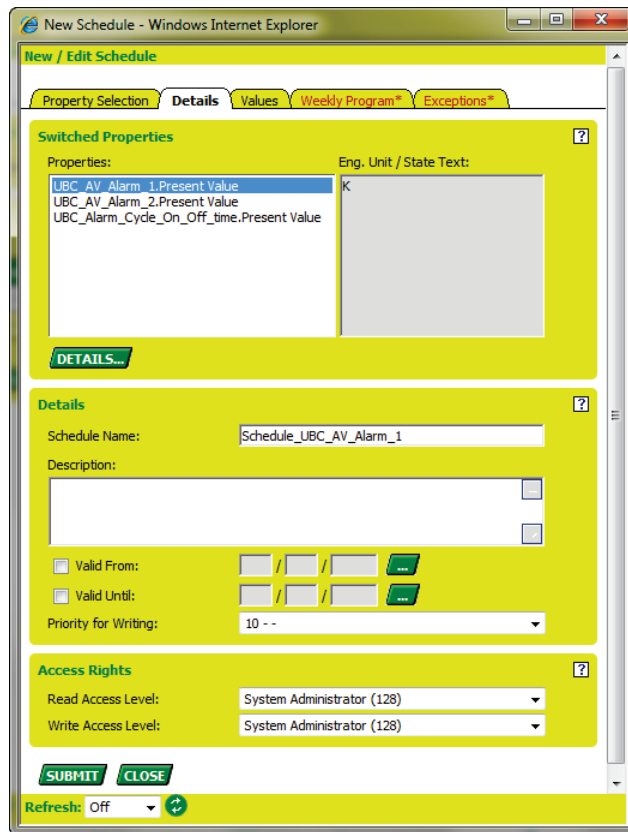 New Schedule - Windows Internet Explorer
New / Edit Schedule
Property Selection Details Values Weekly Program* Exceptions*
Switched Properties ?
Properties: Eng. Unit / State Text:
UBC_AV_Alarm_1.Present Value K
UBC_AV_Alarm_2.Present Value
UBC_Alarm_Cycle_On_Off_time.Present Value
DETAILS...
Details ?
Schedule Name: Schedule_UBC_AV_Alarm_1
Description:
...
Valid From: / / ...
Valid Until: / / ...
Priority for Writing: 10 - -
Access Rights ?
Read Access Level: System Administrator (128)
Write Access Level: System Administrator (128)
SUBMIT CLOSE
Refresh: Off